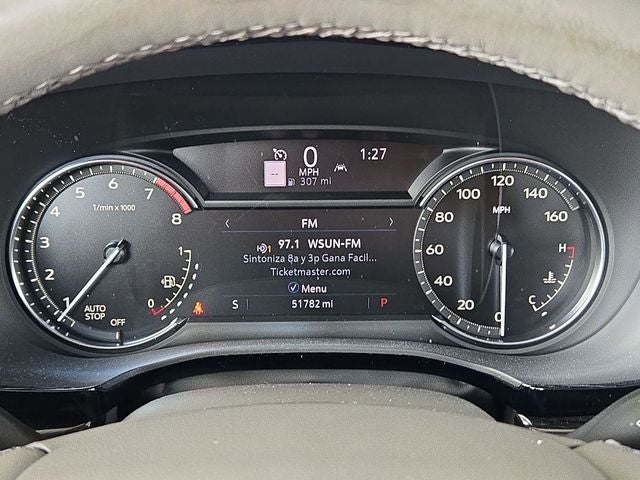 0
MPH
307 mi
1:27
--
1
2
3
4
5
6
7
8
1/min x 1000
AUTO
STOP
OFF
1
0
FM
1 97.1 WSUN-FM
Sintoniza 8a y 3p Gana Facil...
Ticketmaster.com
Menu
S 51782 mi P
0
20
40
60
80
100
120
140
160
MPH
H
C